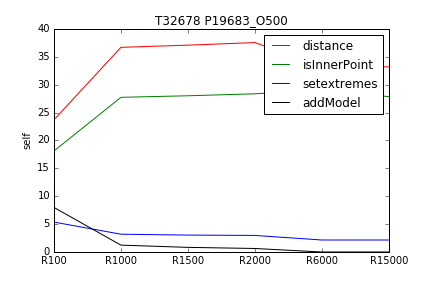 T32678 P19683_O500
40
35
30
25
20
15
10
5
0
self
distance
isInnerPoint
setextremes
addModel
R100 R1000 R1500 R2000 R6000 R15000